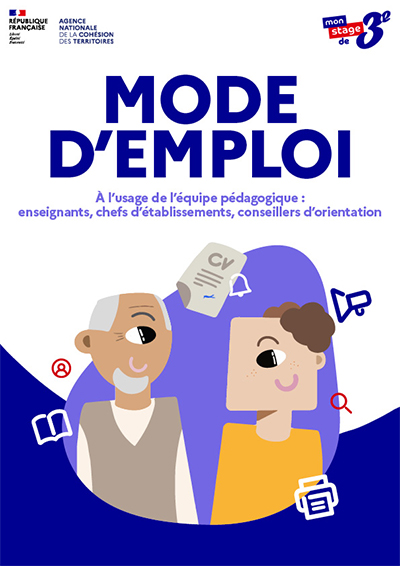 RÉPUBLIQUE
FRANÇAISE
Liberté
Égalité
Fraternité
AGENCE
NATIONALE
DE LA COHÉSION
DES TERRITOIRES
mon
stage
de
3e
MODE
D'EMPLOI
À l'usage de l'équipe pédagogique :
enseignants, chefs d'établissements, conseillers d'orientation
CV